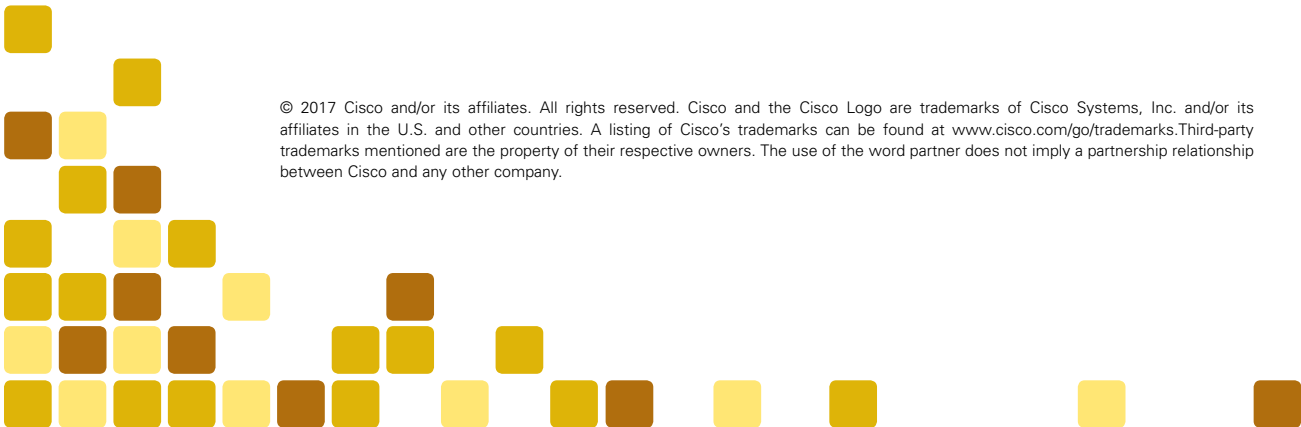 © 2017 Cisco and/or its affiliates. All rights reserved. Cisco and the Cisco Logo are trademarks of Cisco Systems, Inc. and/or its
affiliates in the U.S. and other countries. A listing of Cisco’s trademarks can be found at www.cisco.com/go/trademarks.Third-party
trademarks mentioned are the property of their respective owners. The use of the word partner does not imply a partnership relationship
between Cisco and any other company.